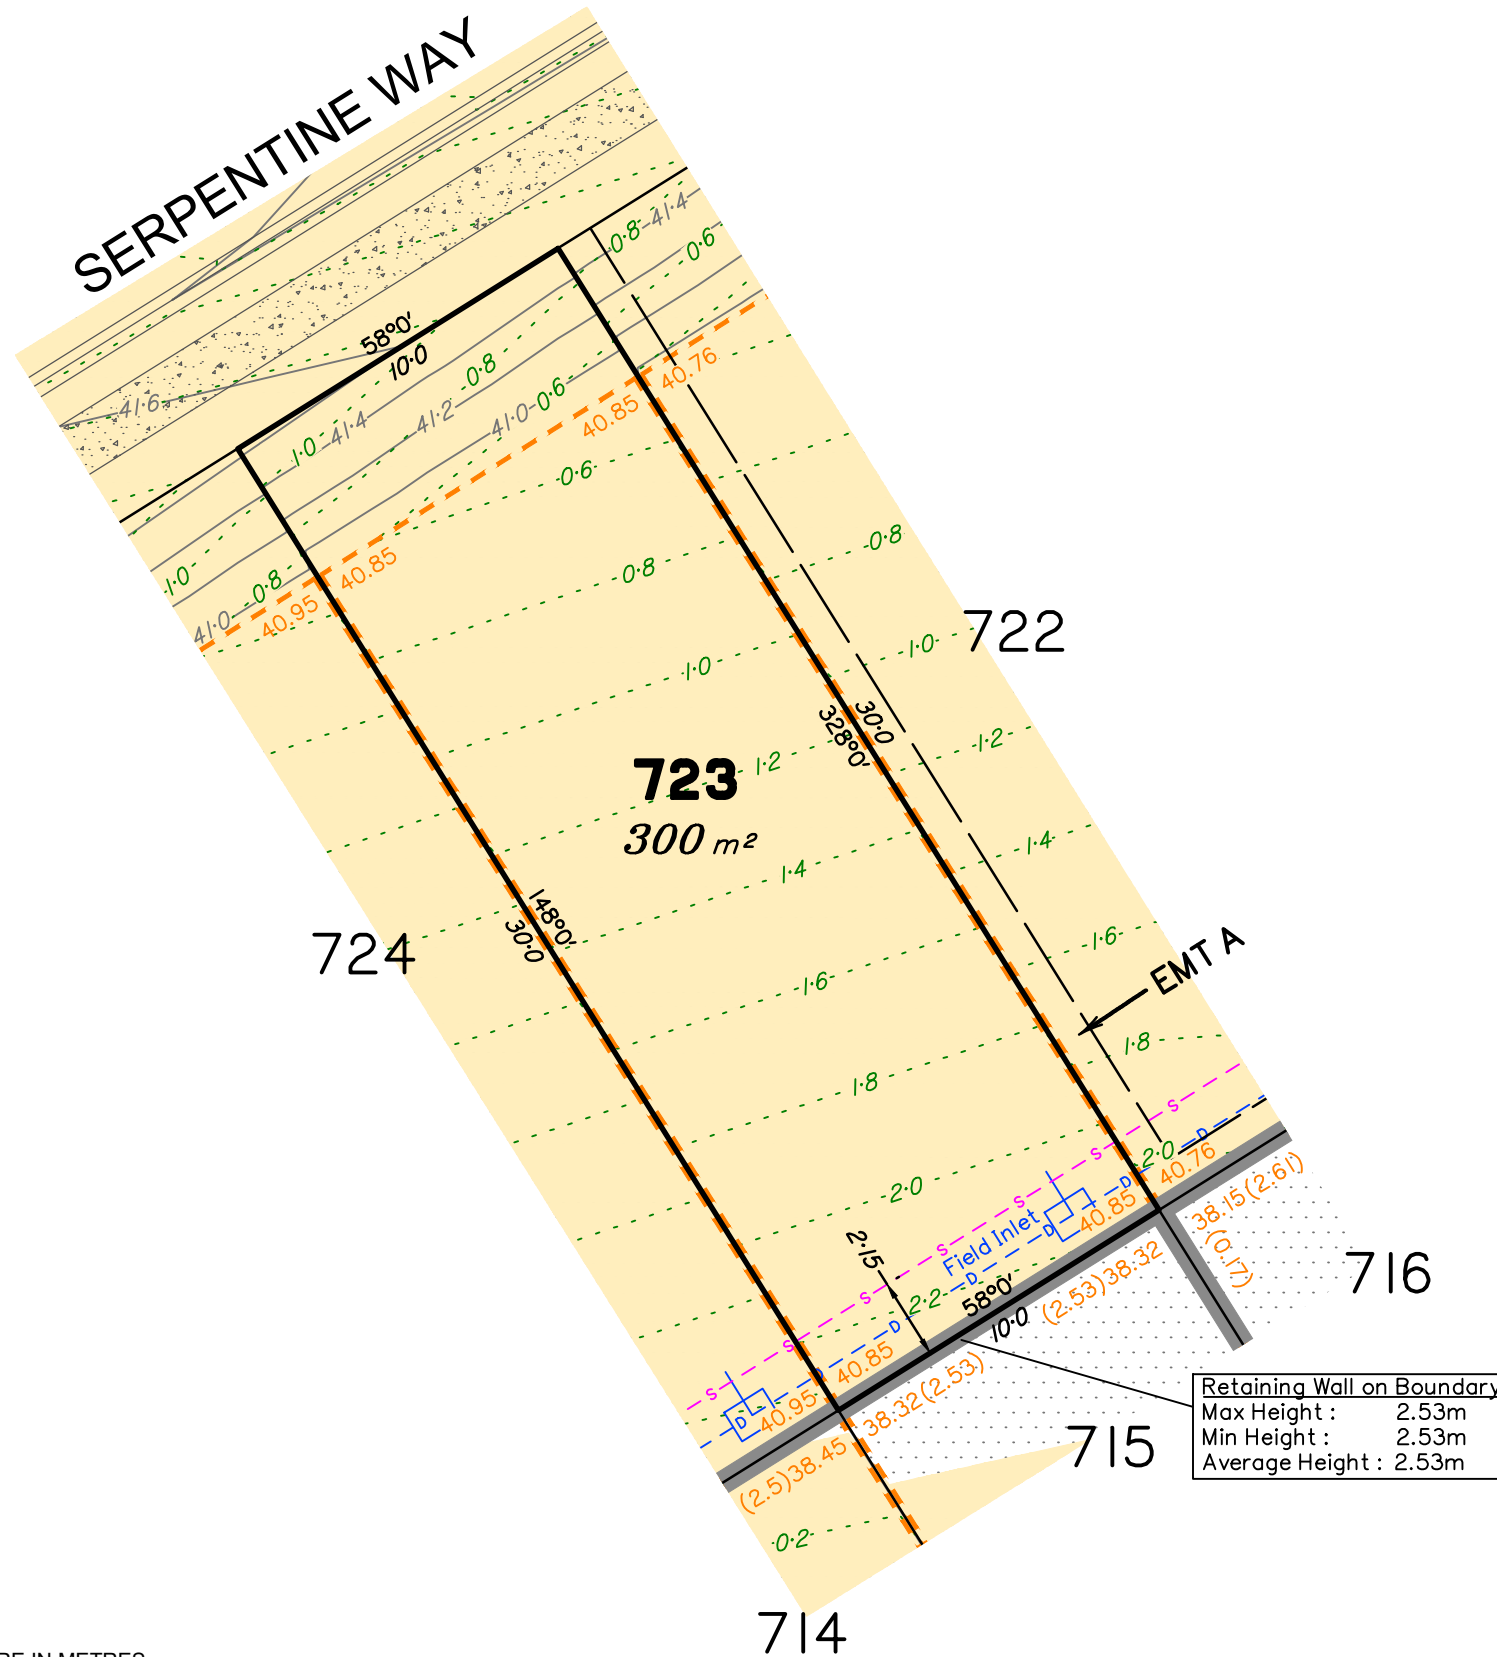 SERPENTINE WAY
58°0'
10·0
41·6
41·4
0·8
0·6
1·0
41·4
0·8
41·2
41·0
0·6
40.76
40.85
0·6
1·0
0·8
41·0
40.95
40.85
0·8
0·8
722
1·0
1·0
30·0
328°0'
1·2
1·2
723
300 m²
1·4
1·4
148°0'
30·0
724
1·6
1·6
EMT A
1·8
1·8
S
D
2·0
40.76
S
D
2·0
S
40.85
38.15(2.61)
(0.17)
2·15
S
Field Inlet
D
D
716
S
2·2
58°0'
10·0
(2.53)38.32
D
S
D
40.85
38.32(2.53)
S
D
40.95
(2.5)38.45
715
Retaining Wall on Boundary
Max Height : 2.53m
Min Height : 2.53m
Average Height : 2.53m
0·2
714
IN METRES